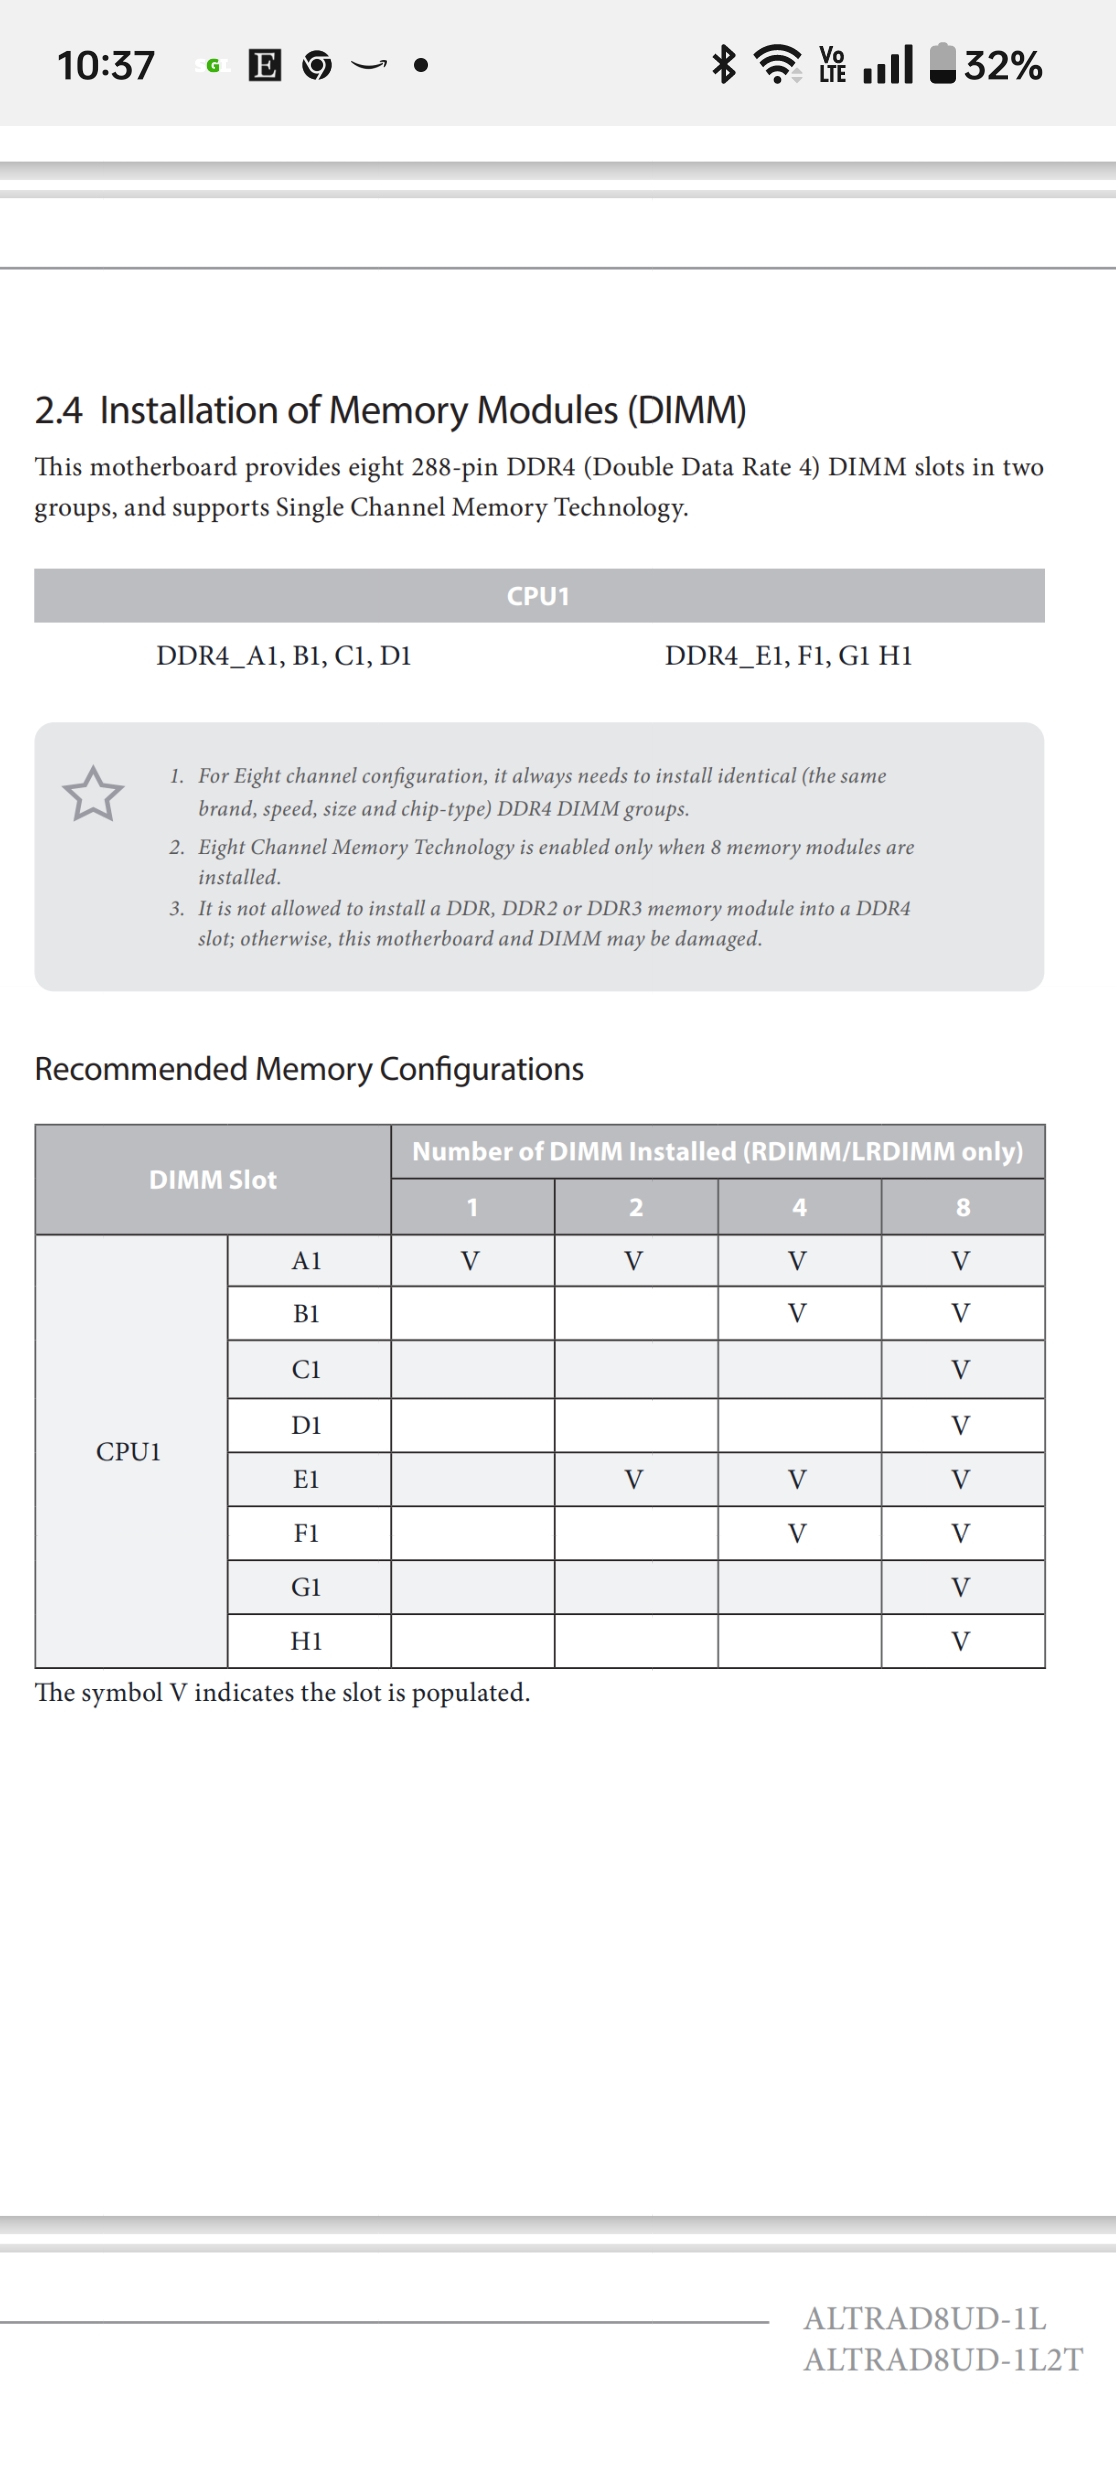 10:37 SGL E Vo LTE 32%
2.4 Installation of Memory Modules (DIMM)
This motherboard provides eight 288-pin DDR4 (Double Data Rate 4) DIMM slots in two
groups, and supports Single Channel Memory Technology.
CPU1
DDR4_A1, B1, C1, D1 DDR4_E1, F1, G1 H1
1. For Eight channel configuration, it always needs to install identical (the same
brand, speed, size and chip-type) DDR4 DIMM groups.
2. Eight Channel Memory Technology is enabled only when 8 memory modules are
installed.
3. It is not allowed to install a DDR, DDR2 or DDR3 memory module into a DDR4
slot; otherwise, this motherboard and DIMM may be damaged.
Recommended Memory Configurations
DIMM Slot Number of DIMM Installed (RDIMM/LRDIMM only)
1 2 4 8
A1 V V V V
B1 V V
C1 V
D1 V
CPU1
E1 V V V
F1 V V
G1 V
H1 V
The symbol V indicates the slot is populated.
ALTRAD8UD-1L
ALTRAD8UD-1L2T